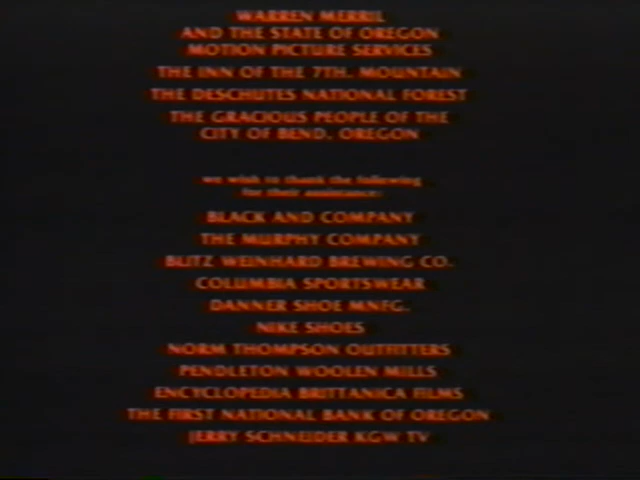 WARREN MERRIL
AND THE STATE OF OREGON
MOTION PICTURE SERVICES
THE INN OF THE 7TH. MOUNTAIN
THE DESCHUTES NATIONAL FOREST
THE GRACIOUS PEOPLE OF THE
CITY OF BEND, OREGON
we wish to thank the following
for their assistance:
BLACK AND COMPANY
THE MURPHY COMPANY
BLITZ WEINHARD BREWING CO.
COLUMBIA SPORTSWEAR
DANNER SHOE MNFG.
NIKE SHOES
NORM THOMPSON OUTFITTERS
PENDLETON WOOLEN MILLS
ENCYCLOPEDIA BRITTANICA FILMS
THE FIRST NATIONAL BANK OF OREGON
JERRY SCHNEIDER KGW TV